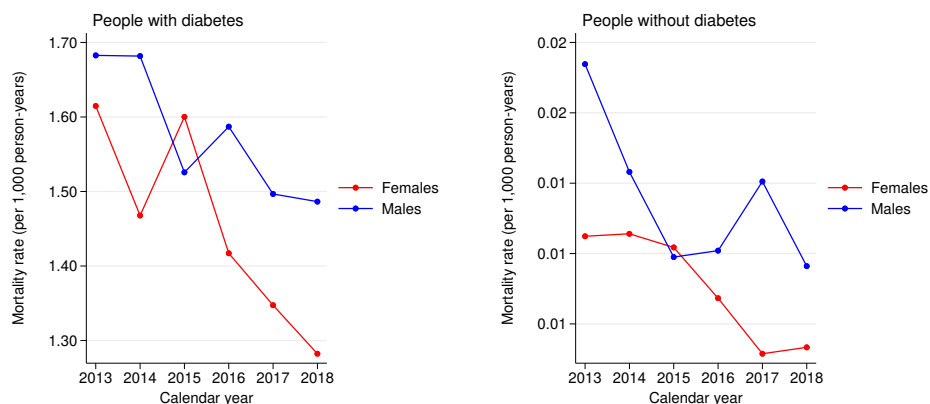 People with diabetes
Mortality rate (per 1,000 person-years)
1.70
1.60
1.50
1.40
1.30
2013 2014 2015 2016 2017 2018
Calendar year
Females
Males
People without diabetes
Mortality rate (per 1,000 person-years)
0.02
0.02
0.01
0.01
0.01
2013 2014 2015 2016 2017 2018
Calendar year
Females
Males